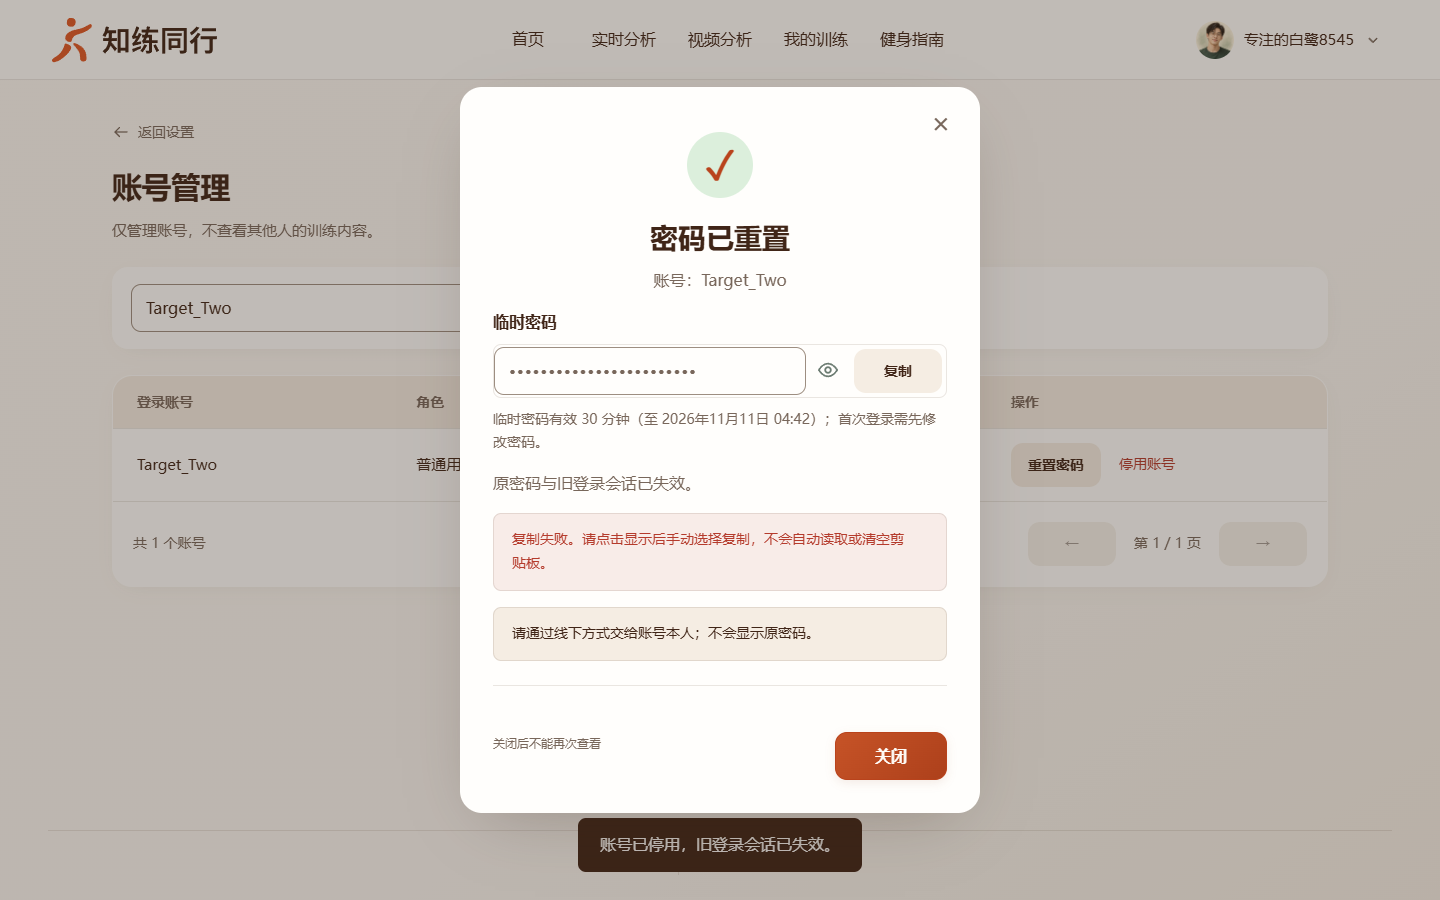 知练同行
首页 实时分析 视频分析 我的训练 健身指南
专注的白鹭8545
← 返回设置
账号管理
仅管理账号，不查看其他人的训练内容。
Target_Two
登录账号 角色 操作
Target_Two 普通用 重置密码 停用账号
共 1 个账号 ← 第 1 / 1 页 →
×
密码已重置
账号：Target_Two
临时密码
复制
临时密码有效 30 分钟（至 2026年11月11日 04:42）；首次登录需先修
改密码。
原密码与旧登录会话已失效。
复制失败。请点击显示后手动选择复制，不会自动读取或清空剪
贴板。
请通过线下方式交给账号本人；不会显示原密码。
关闭后不能再次查看
关闭
账号已停用，旧登录会话已失效。